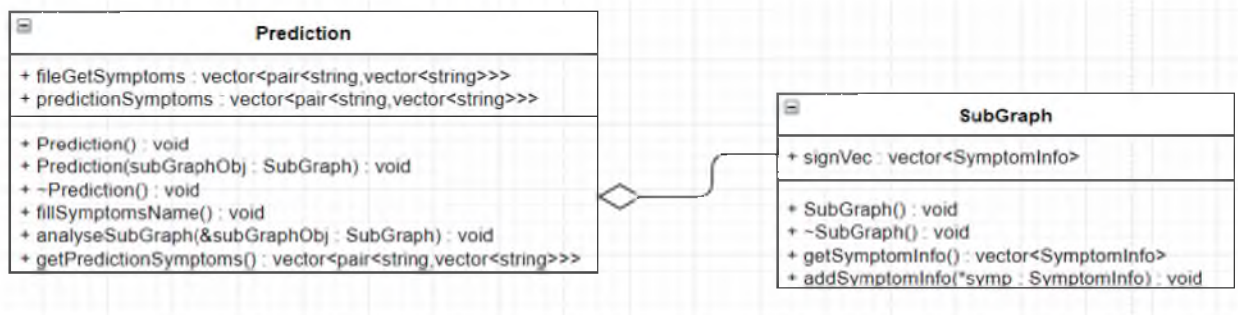 Prediction
+ fileGetSymptoms : vector<pair<string,vector<string>>>
+ predictionSymptoms : vector<pair<string,vector<string>>>
+ Prediction() : void
+ Prediction(subGraphObj : SubGraph) : void
+ ~Prediction() : void
+ fillSymptomsName() : void
+ analyseSubGraph(&subGraphObj : SubGraph) : void
+ getPredictionSymptoms() : vector<pair<string,vector<string>>>
SubGraph
+ signVec : vector<SymptomInfo>
+ SubGraph() : void
+ ~SubGraph() : void
+ getSymptomInfo() : vector<SymptomInfo>
+ addSymptomInfo(*symp : SymptomInfo) : void